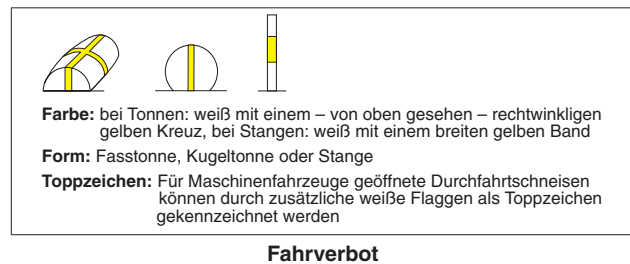 Farbe: bei Tonnen: weiß mit einem – von oben gesehen – rechtwinkligen
gelben Kreuz, bei Stangen: weiß mit einem breiten gelben Band
Form: Fasstonne, Kugeltonne oder Stange
Toppzeichen: Für Maschinenfahrzeuge geöffnete Durchfahrtschneisen
können durch zusätzliche weiße Flaggen als Toppzeichen
gekennzeichnet werden
Fahrverbot